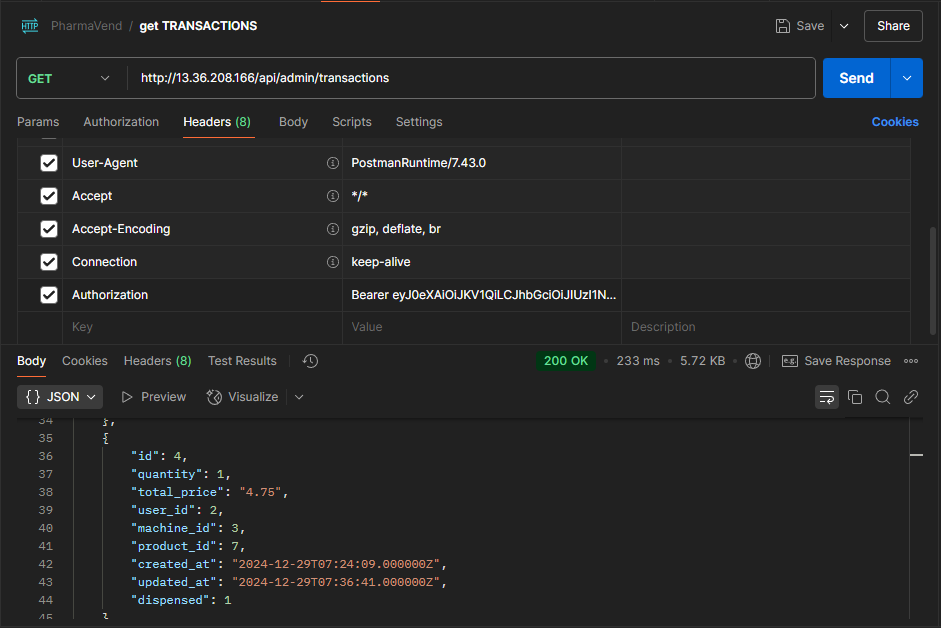 HTTP PharmaVend / get TRANSACTIONS Save Share
GET http://13.36.208.166/api/admin/transactions Send
Params Authorization Headers (8) Body Scripts Settings Cookies
User-Agent PostmanRuntime/7.43.0
Accept */*
Accept-Encoding gzip, deflate, br
Connection keep-alive
Authorization Bearer eyJ0eXAiOiJKV1QiLCJhbGciOiJIUzI1N...
Key Value Description
Body Cookies Headers (8) Test Results 200 OK • 233 ms • 5.72 KB • e.g. Save Response
{} JSON Preview Visualize
34 },
35 {
36 "id": 4,
37 "quantity": 1,
38 "total_price": "4.75",
39 "user_id": 2,
40 "machine_id": 3,
41 "product_id": 7,
42 "created_at": "2024-12-29T07:24:09.000000Z",
43 "updated_at": "2024-12-29T07:36:41.000000Z",
44 "dispensed": 1
45 }